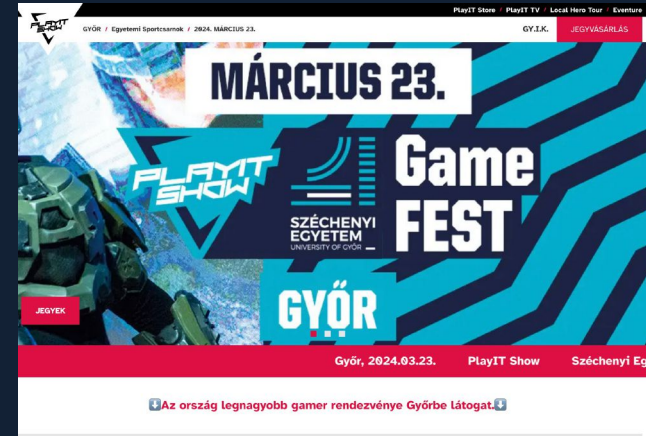 PlayIT Store / PlayIT TV / Local Hero Tour / Eventure
PLAYIT SHOW
GYŐR / Egyetemi Sportcsarnok / 2024. MÁRCIUS 23.
GY.I.K.
JEGYVÁSÁRLÁS
MÁRCIUS 23.
PLAYIT SHOW
SZÉCHENYI
EGYETEM
UNIVERSITY OF GYŐR
Game
FEST
GYŐR
JEGYEK
Győr, 2024.03.23. PlayIT Show Széchenyi Eg
⬇️Az ország legnagyobb gamer rendezvénye Győrbe látogat.⬇️